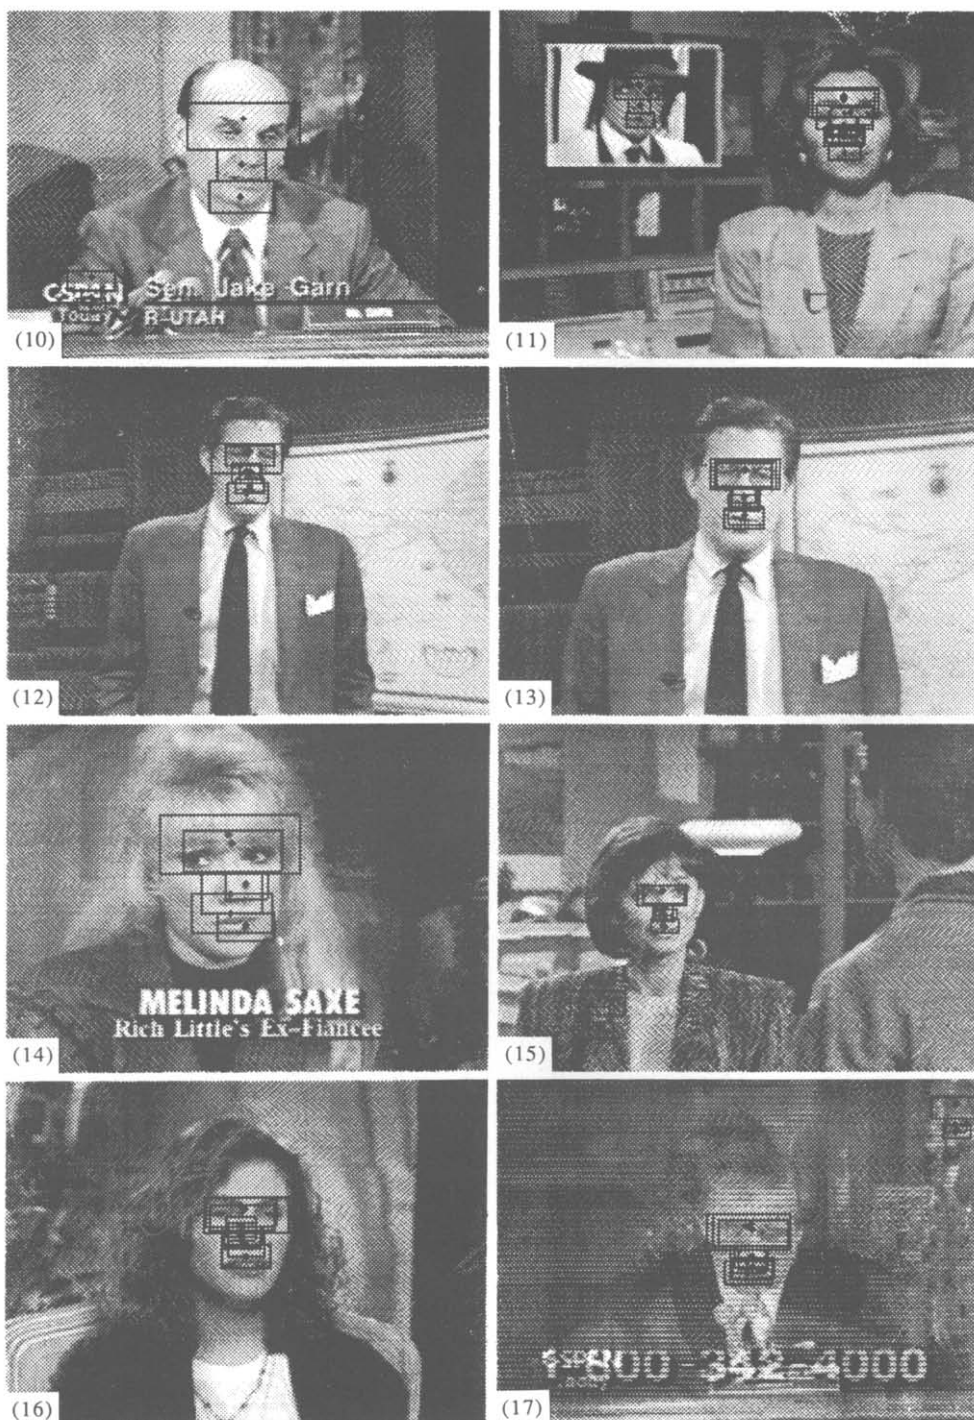 Sen Jake Garn
R-UTAH
Today
(10)
(11)
(12)
(13)
MELINDA SAXE
Rich Little's Ex-Fiancee
(14)
(15)
(16)
800-342-4000
(17)